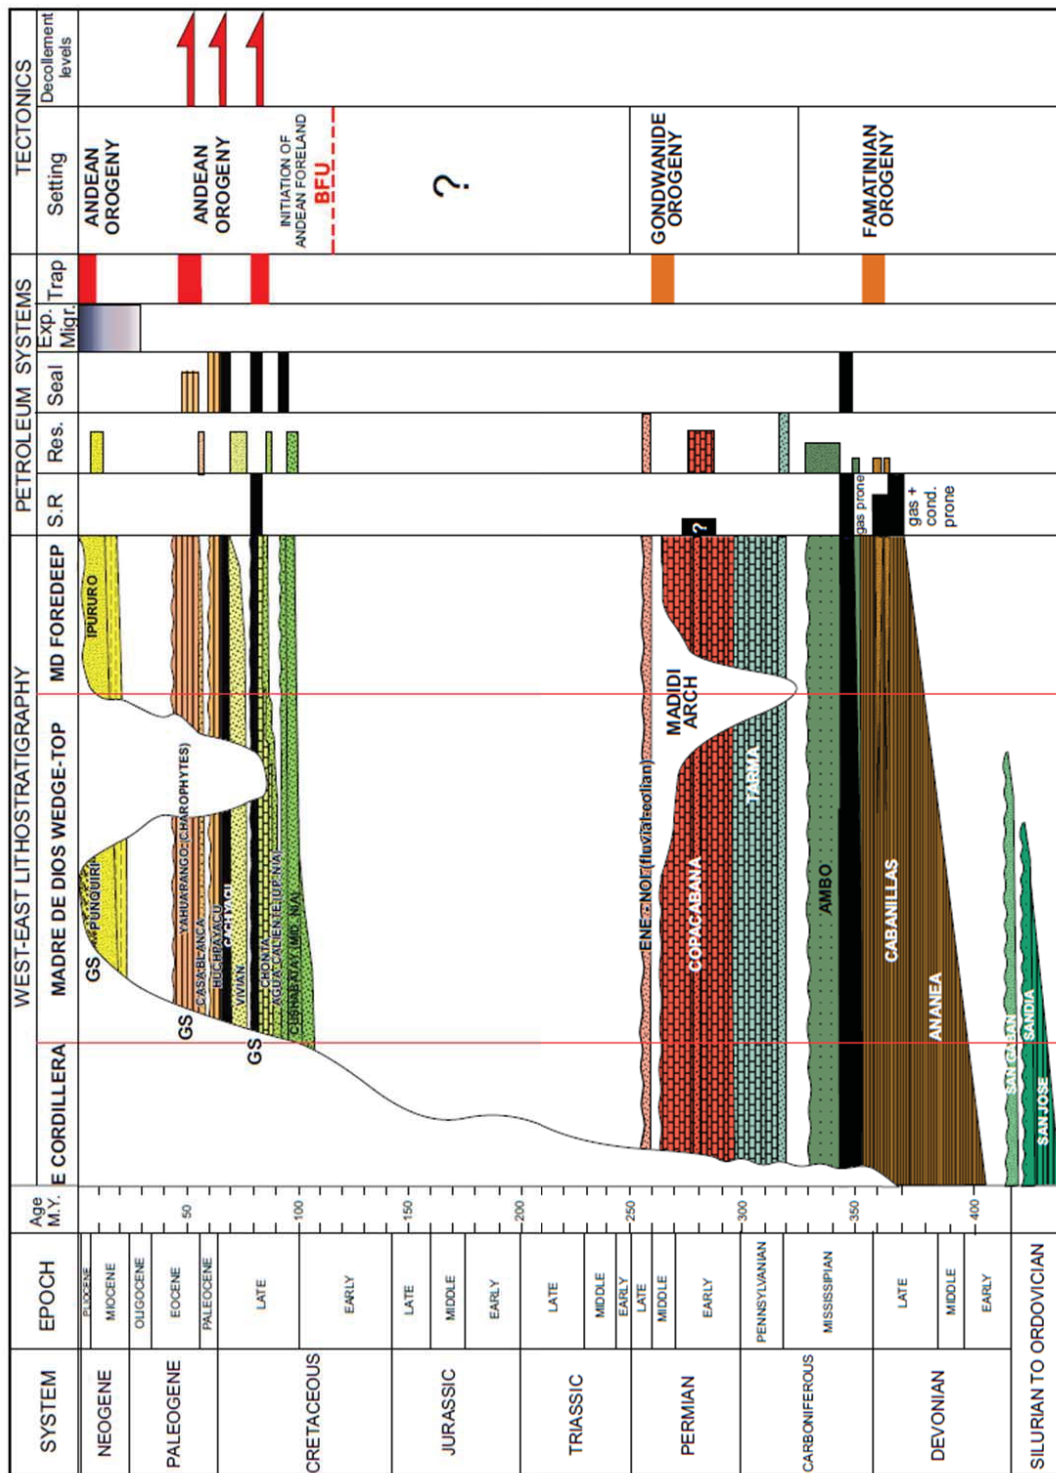 SYSTEM
EPOCH
Age
M.Y.
WEST-EAST LITHOSTRATIGRAPHY
E CORDILLERA
MADRE DE DIOS WEDGE-TOP
MD FOREDEEP
PETROLEUM SYSTEMS
S.R
Res.
Seal
Exp.
Migr.
Trap
TECTONICS
Setting
Decollement
levels
NEOGENE
PALEOGENE
CRETACEOUS
JURASSIC
TRIASSIC
PERMIAN
CARBONIFEROUS
DEVONIAN
SILURIAN TO ORDOVICIAN
PLIOCENE
MIOCENE
OLIGOCENE
EOCENE
PALEOCENE
LATE
EARLY
LATE
MIDDLE
EARLY
LATE
MIDDLE
EARLY
LATE
MIDDLE
EARLY
PENNSYLVANIAN
MISSISSIPIAN
LATE
MIDDLE
EARLY
50
100
150
200
250
300
350
400
GS
PUNQUIRI
IPURURO
GS
YAHUARANGO (CHAROPHYTES)
CASA BLANCA
HUCHPAYACU
CACHYACU
VIVIAN
GS
CHONTA
AGUA CALIENTE (UP. NIA)
CUSHABATAY (MID. NIA)
ENE - NOI (fluvialeolian)
COPACABANA
MADIDI
ARCH
TARMA
AMBO
CABANILLAS
ANANEA
SAN GABAN
SANDIA
SAN JOSE
?
gas prone
gas +
cond.
prone
ANDEAN
OROGENY
ANDEAN
OROGENY
INITIATION OF
ANDEAN FORELAND
BFU
?
GONDWANIDE
OROGENY
FAMATINIAN
OROGENY